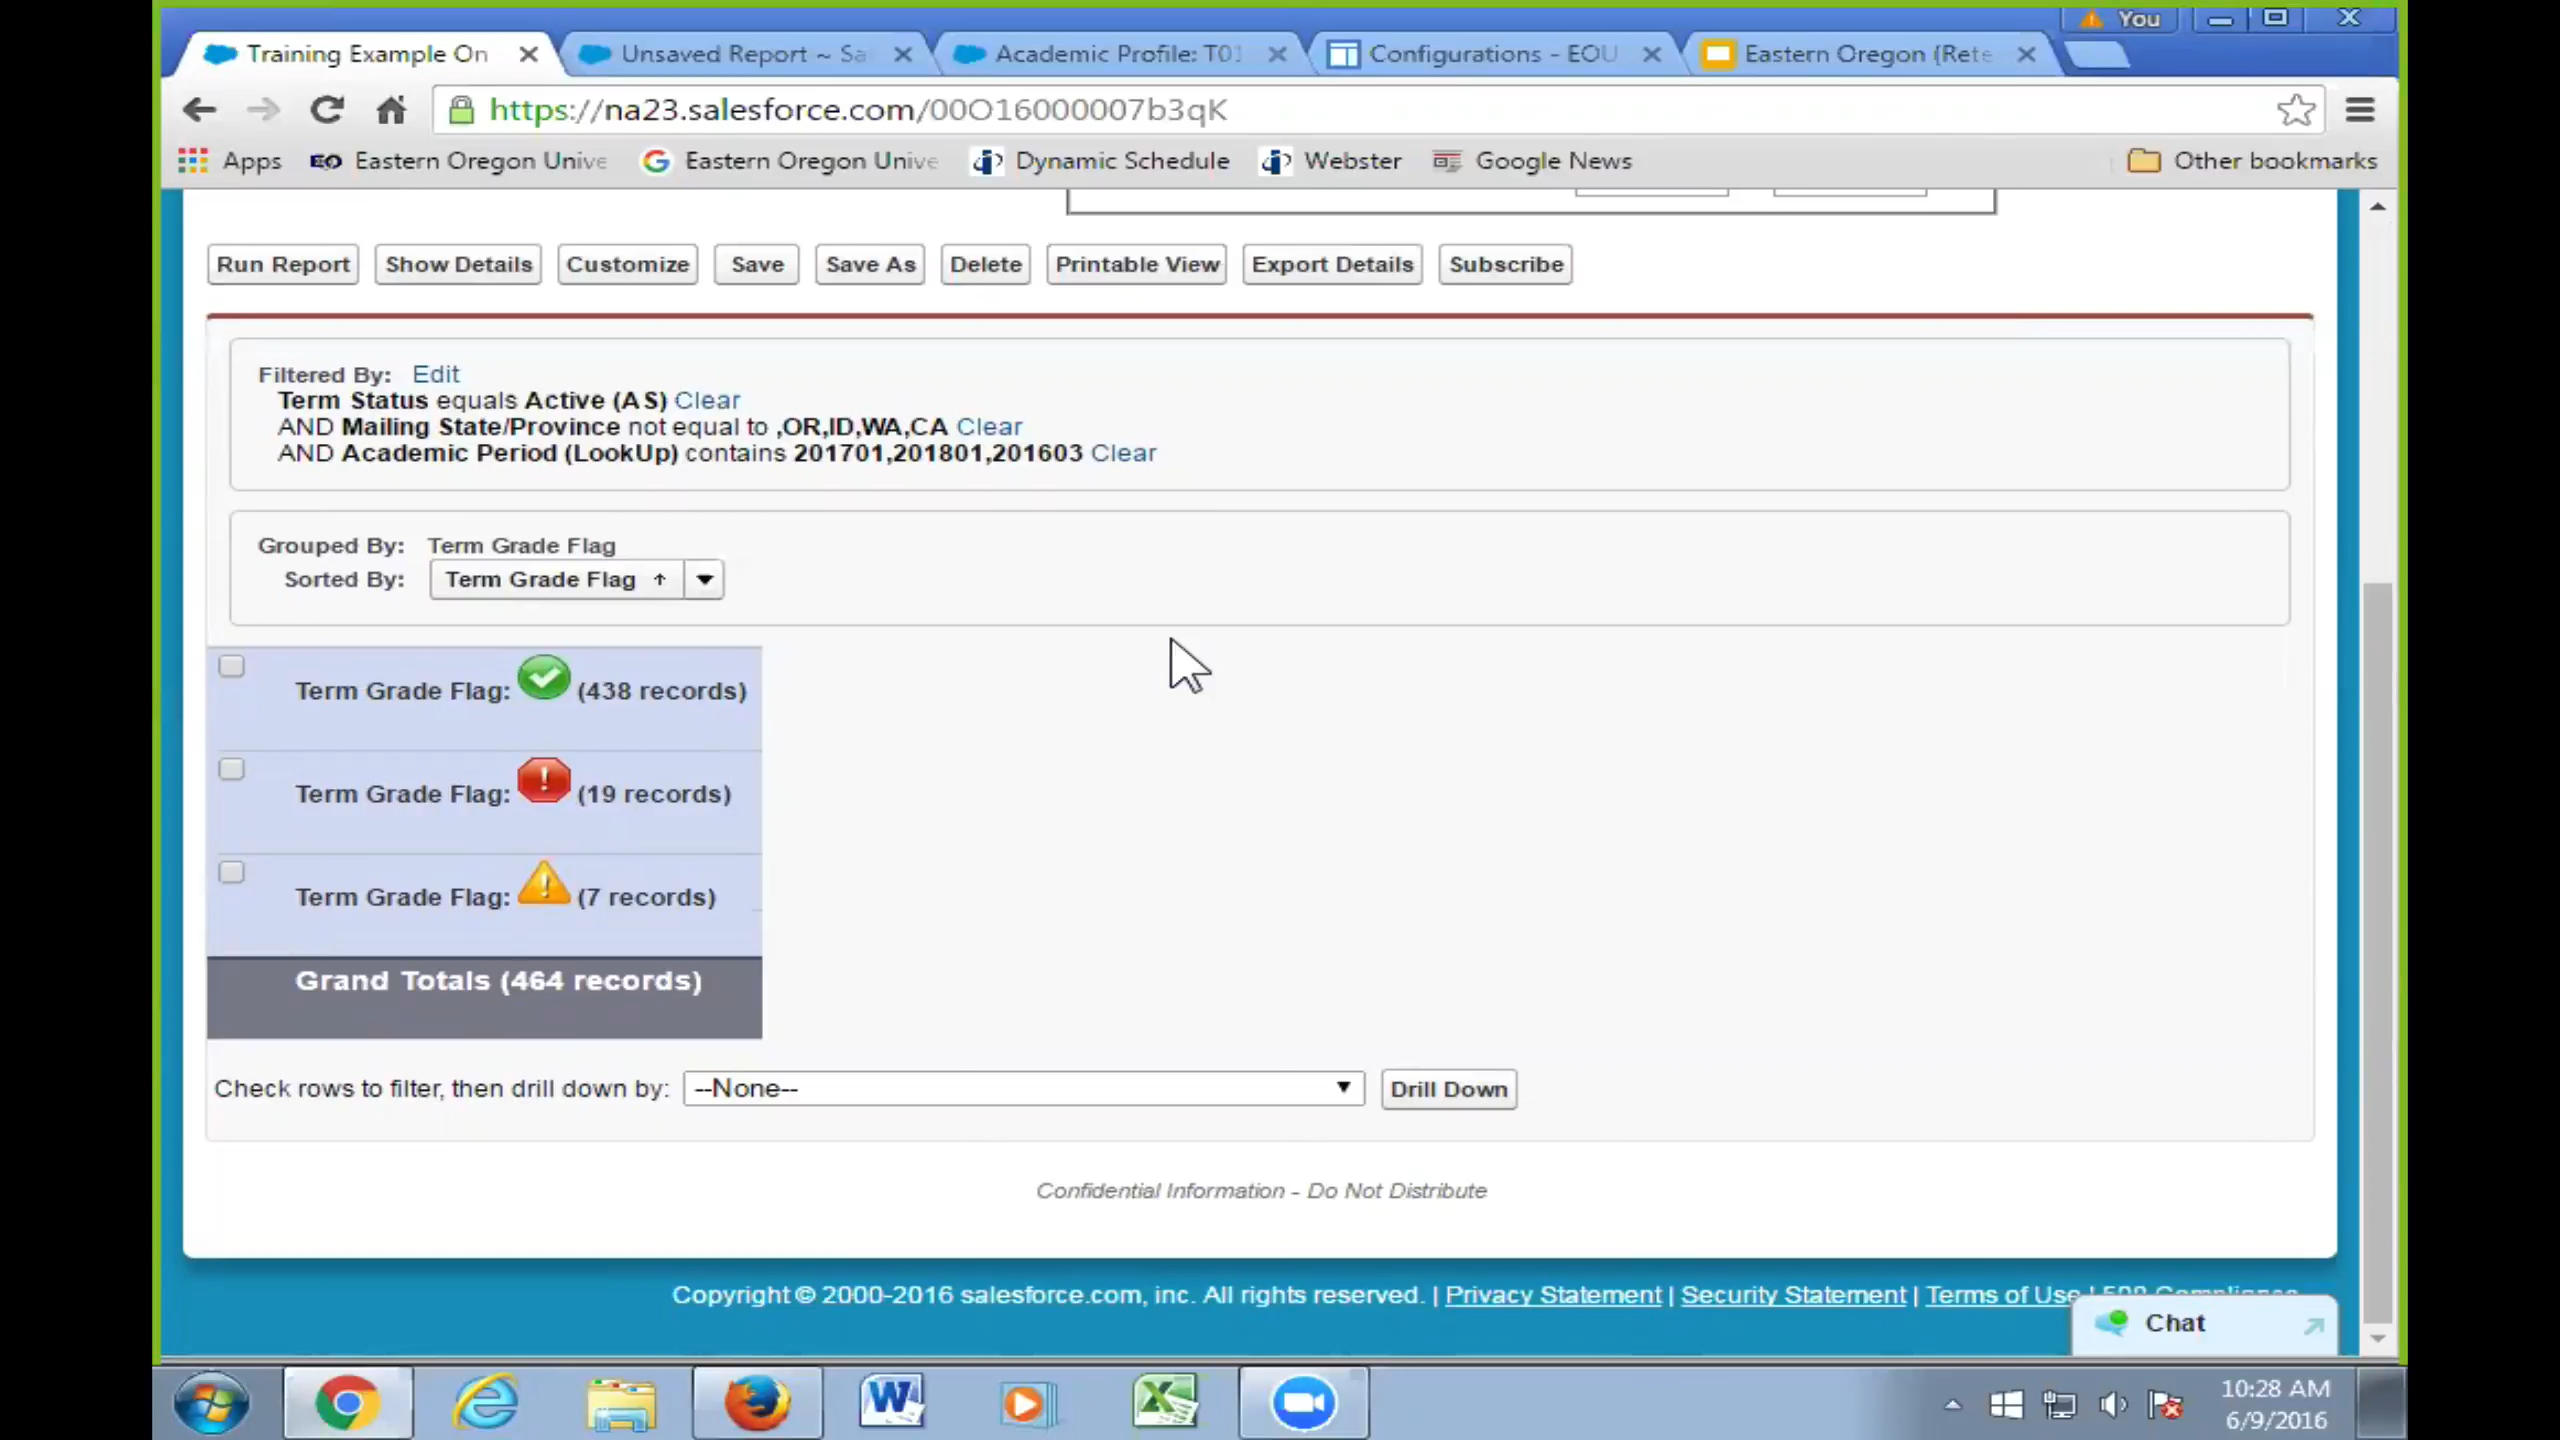 You
Training Example On
Unsaved Report ~ Sa
Academic Profile: T01
Configurations - EOU
Eastern Oregon (Rete
https://na23.salesforce.com/00O16000007b3qK
Apps
Eastern Oregon Unive
Eastern Oregon Unive
Dynamic Schedule
Webster
Google News
Other bookmarks
Run Report Show Details Customize Save Save As Delete Printable View Export Details Subscribe
Filtered By: Edit
Term Status equals Active (AS) Clear
AND Mailing State/Province not equal to ,OR,ID,WA,CA Clear
AND Academic Period (LookUp) contains 201701,201801,201603 Clear
Grouped By: Term Grade Flag
Sorted By: Term Grade Flag ↑
Term Grade Flag: (438 records)
Term Grade Flag: ! (19 records)
Term Grade Flag: ! (7 records)
Grand Totals (464 records)
Check rows to filter, then drill down by: --None-- Drill Down
Confidential Information - Do Not Distribute
Copyright © 2000-2016 salesforce.com, inc. All rights reserved. | Privacy Statement | Security Statement | Terms of Use | 508 Compliance
Chat
10:28 AM
6/9/2016